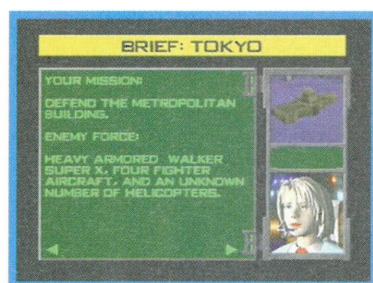 BRIEF: TOKYO
YOUR MISSION:
DEFEND THE METROPOLITAN
BUILDING.
ENEMY FORCE:
HEAVY ARMORED WALKER
SUPER X, FOUR FIGHTER
AIRCRAFT, AND AN UNKNOWN
NUMBER OF HELICOPTERS.